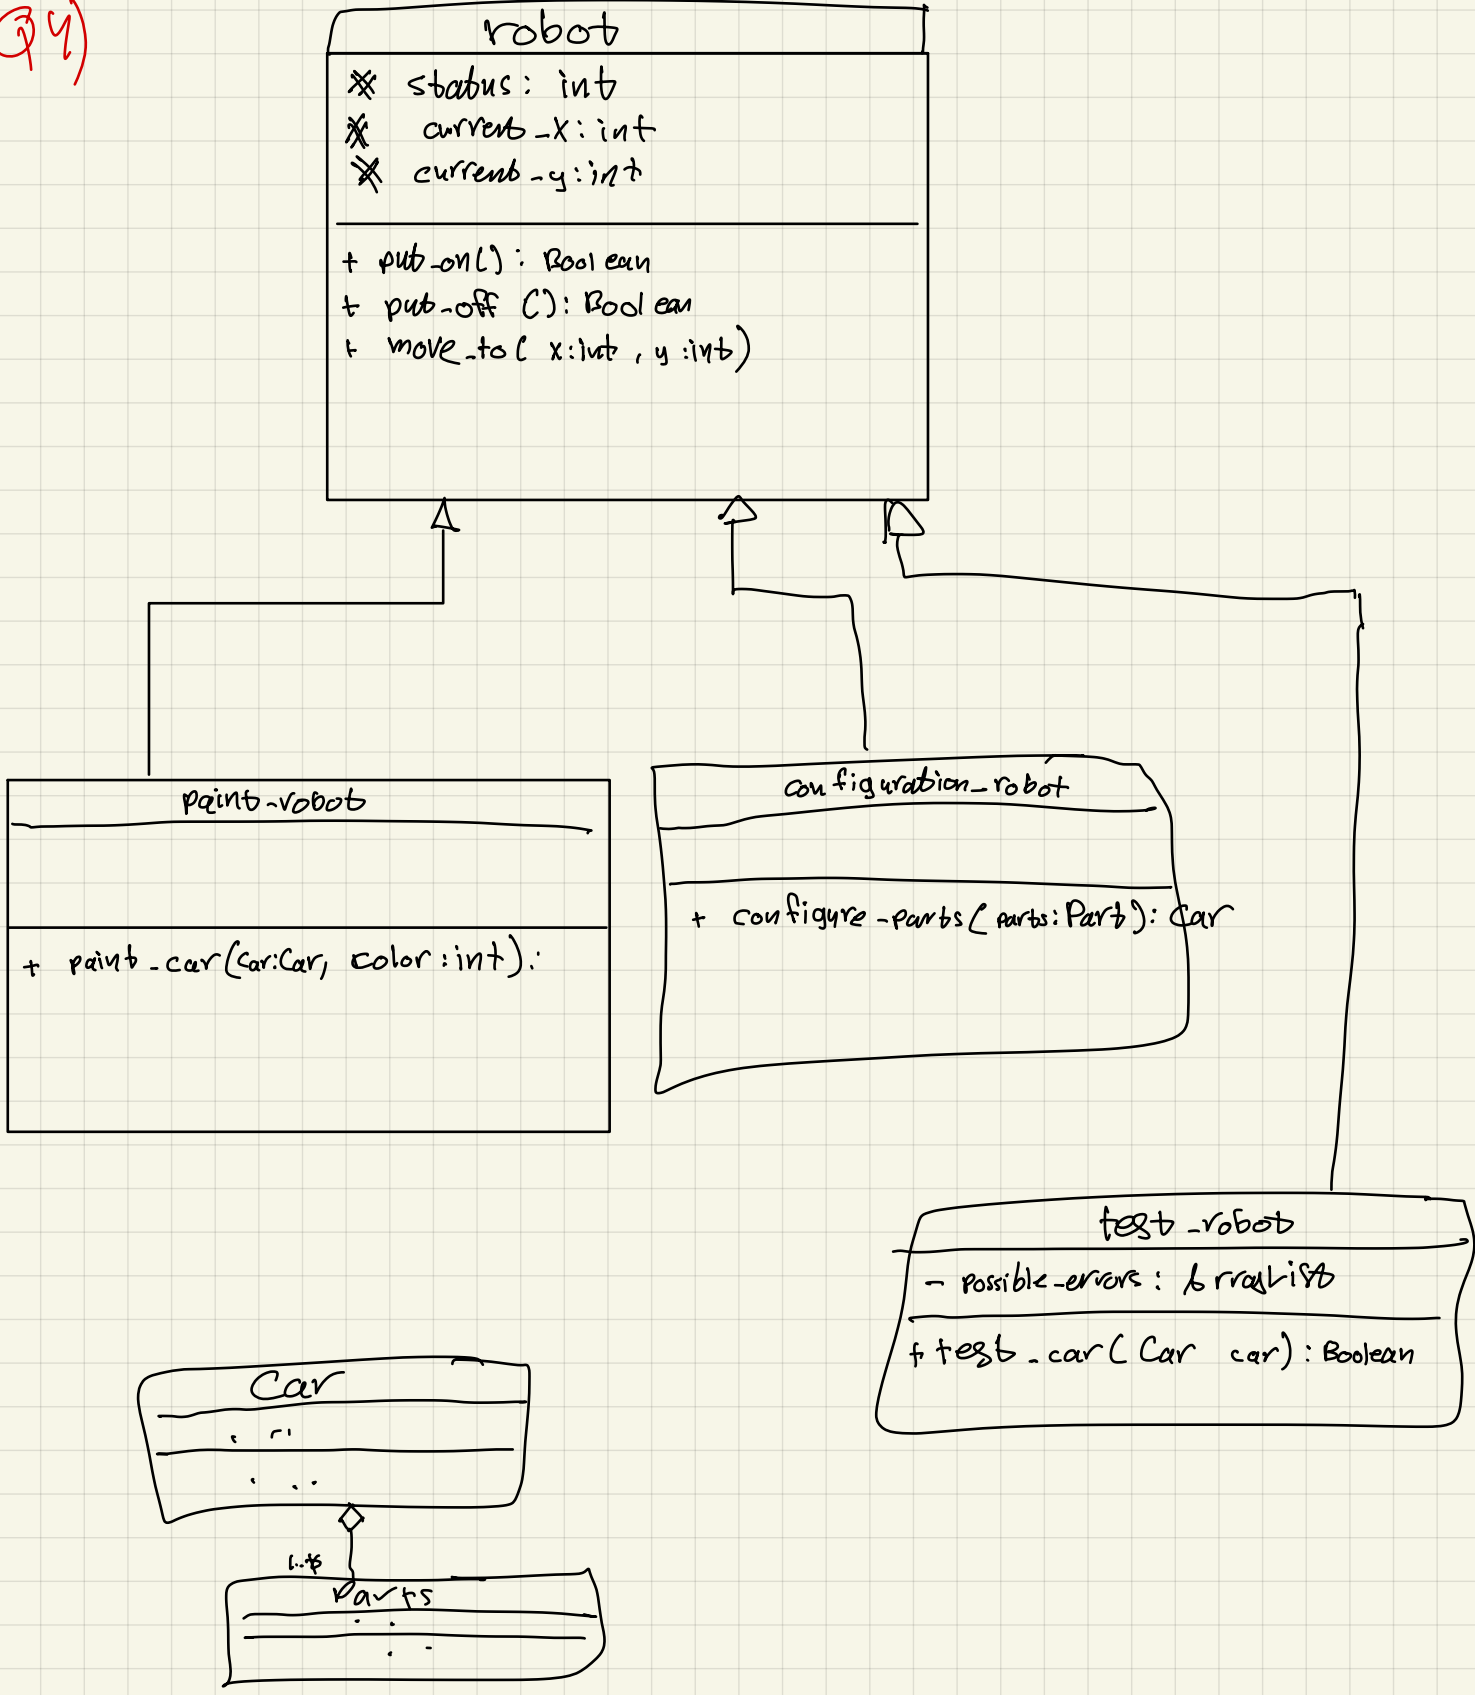 Q4)
robot
# status: int
# current_x: int
# current_y: int
+ put_on(): Boolean
+ put_off (): Boolean
+ move_to( x:int, y:int)
paint_robot
+ paint_car(car:Car, color:int):
configuration_robot
+ configure_parts(parts:Part): Car
test_robot
- possible_errors: ArrayList
+ test_car( Car car): Boolean
Car
...
...
1..*
Parts